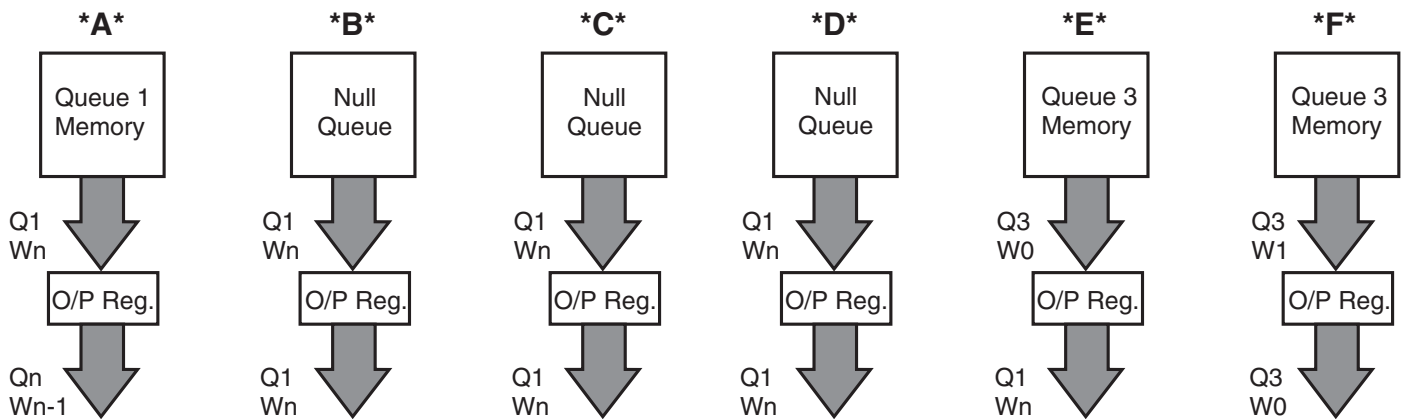 *A*
Queue 1
Memory
Q1
Wn
O/P Reg.
Qn
Wn-1
*B*
Null
Queue
Q1
Wn
O/P Reg.
Q1
Wn
*C*
Null
Queue
Q1
Wn
O/P Reg.
Q1
Wn
*D*
Null
Queue
Q1
Wn
O/P Reg.
Q1
Wn
*E*
Queue 3
Memory
Q3
W0
O/P Reg.
Q1
Wn
*F*
Queue 3
Memory
Q3
W1
O/P Reg.
Q3
W0